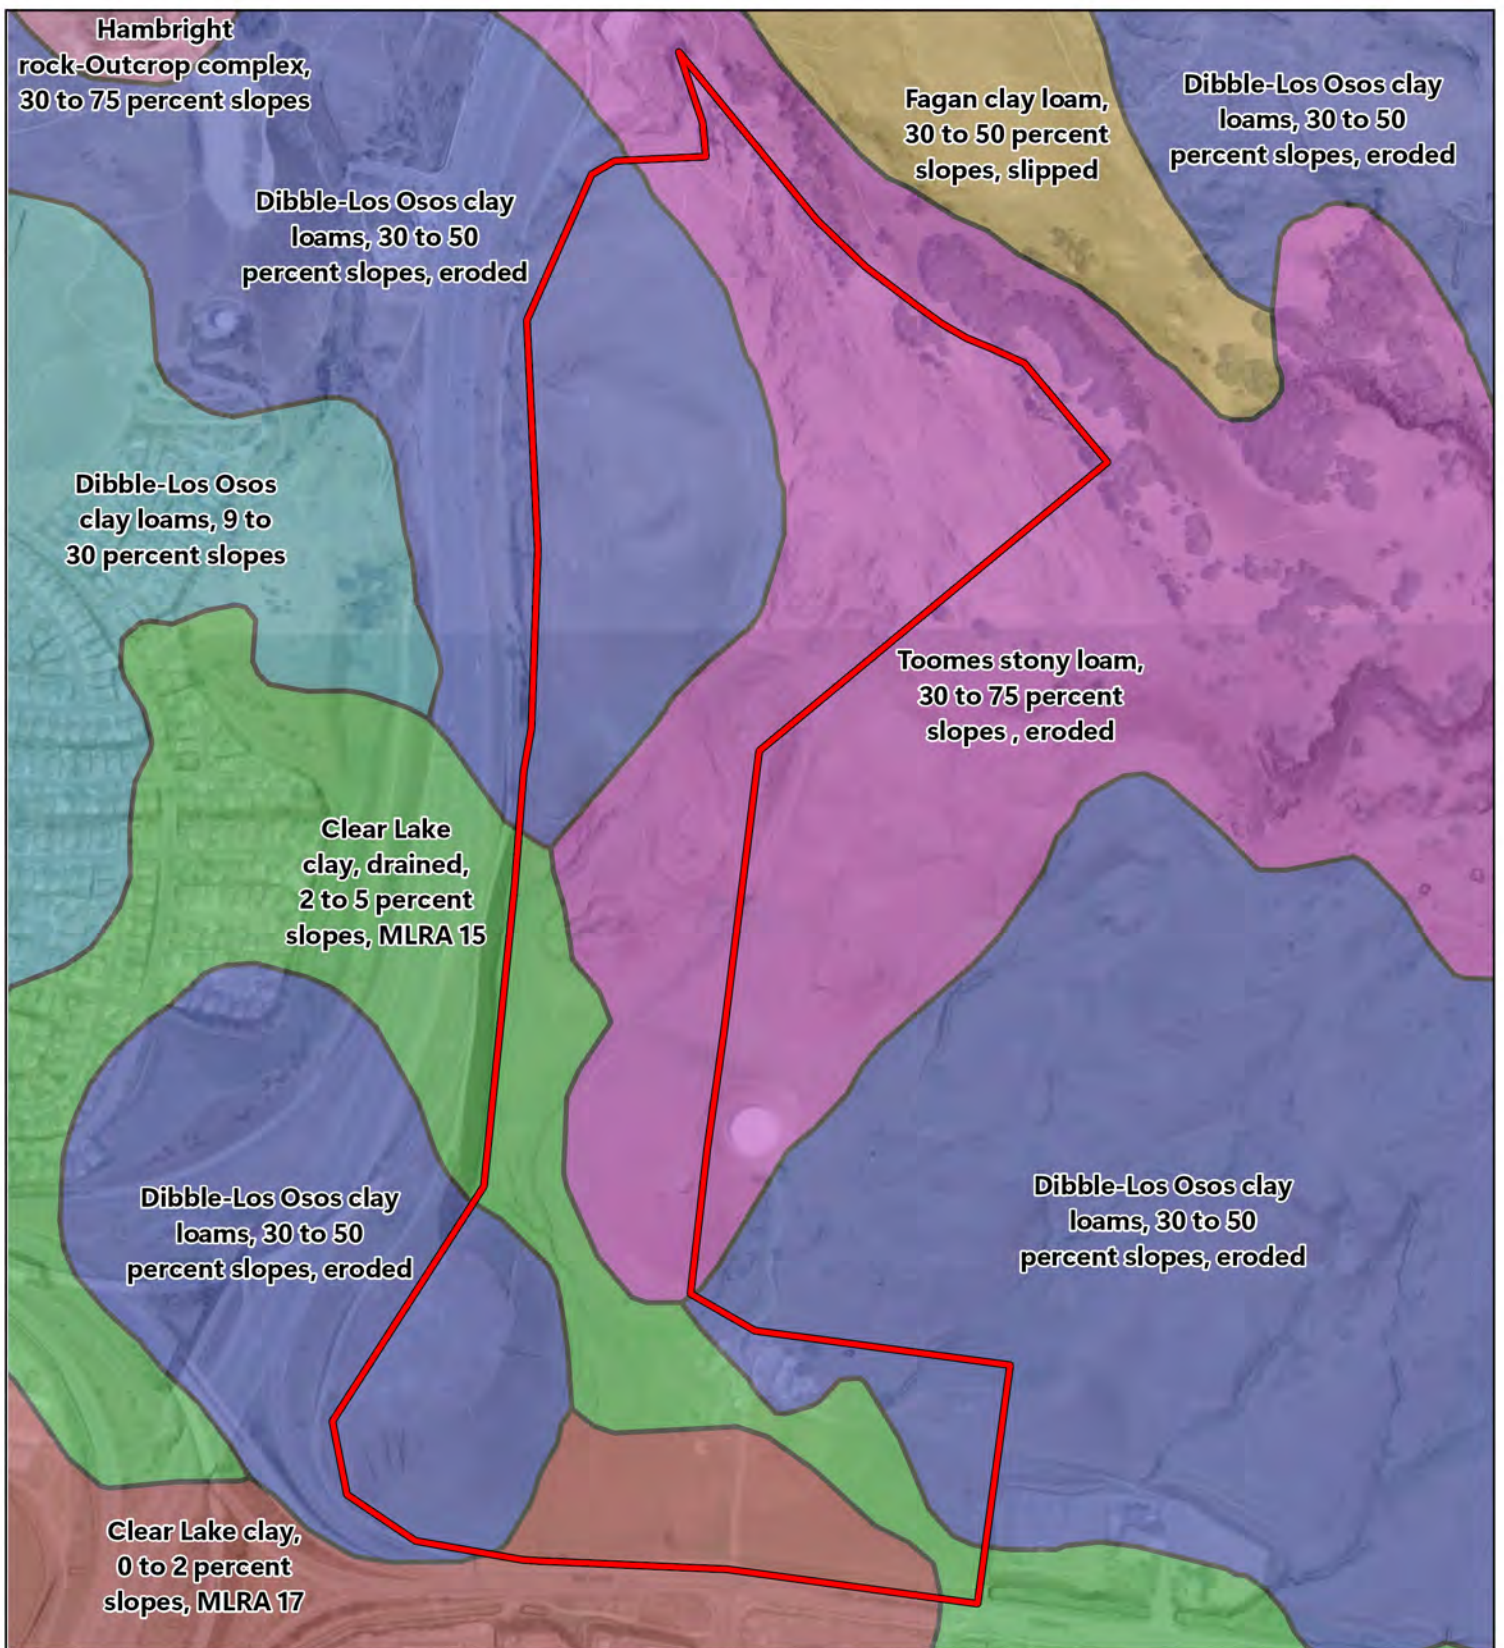 Hambright
rock-Outcrop complex,
30 to 75 percent slopes
Dibble-Los Osos clay
loams, 30 to 50
percent slopes, eroded
Fagan clay loam,
30 to 50 percent
slopes, slipped
Dibble-Los Osos clay
loams, 30 to 50
percent slopes, eroded
Dibble-Los Osos
clay loams, 9 to
30 percent slopes
Toomes stony loam,
30 to 75 percent
slopes , eroded
Clear Lake
clay, drained,
2 to 5 percent
slopes, MLRA 15
Dibble-Los Osos clay
loams, 30 to 50
percent slopes, eroded
Dibble-Los Osos clay
loams, 30 to 50
percent slopes, eroded
Clear Lake clay,
0 to 2 percent
slopes, MLRA 17